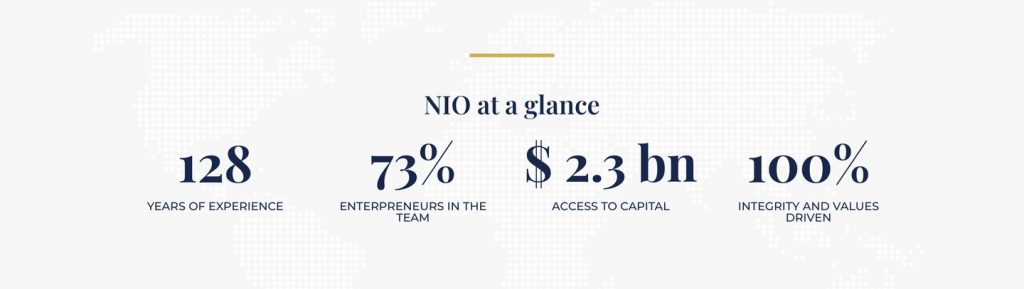 NIO at a glance
128
73%
$ 2.3 bn
100%
YEARS OF EXPERIENCE
ENTERPRENEURS IN THE
TEAM
ACCESS TO CAPITAL
INTEGRITY AND VALUES
DRIVEN